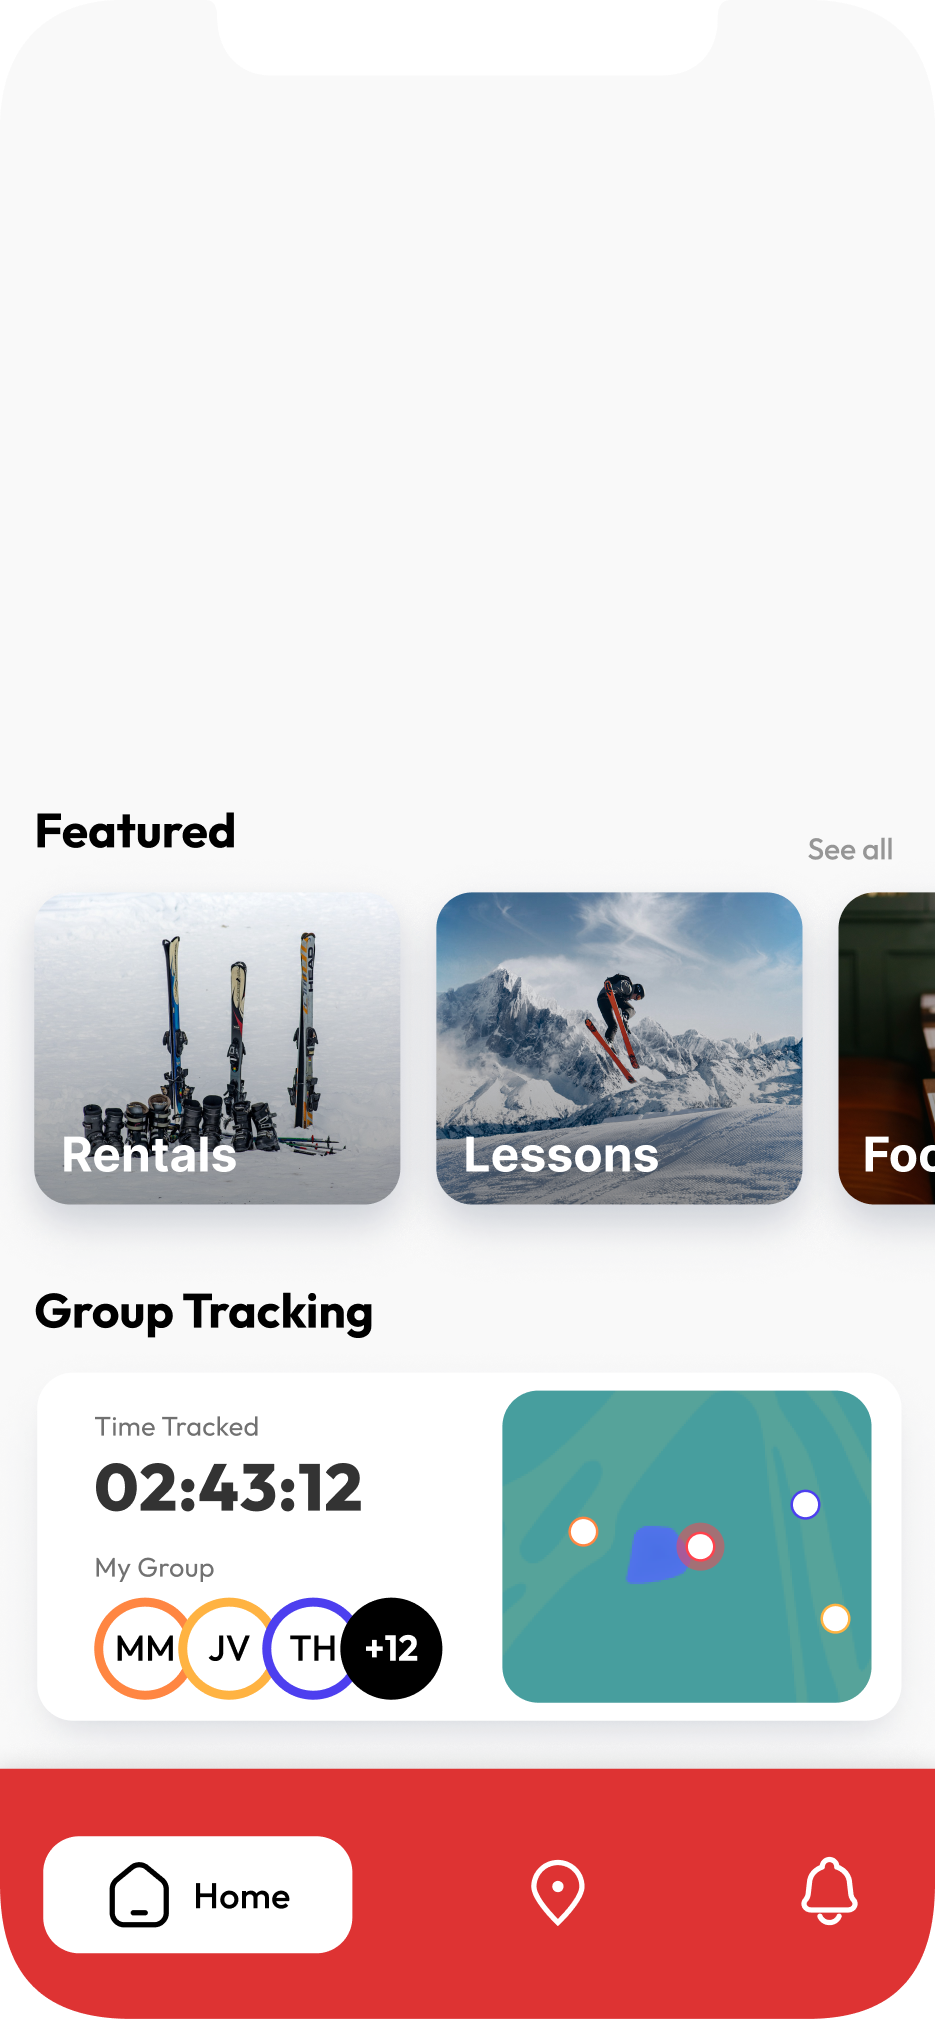 Featured
See all
Rentals
Lessons
Foo
Group Tracking
Time Tracked
02:43:12
My Group
MM JV TH +12
Home